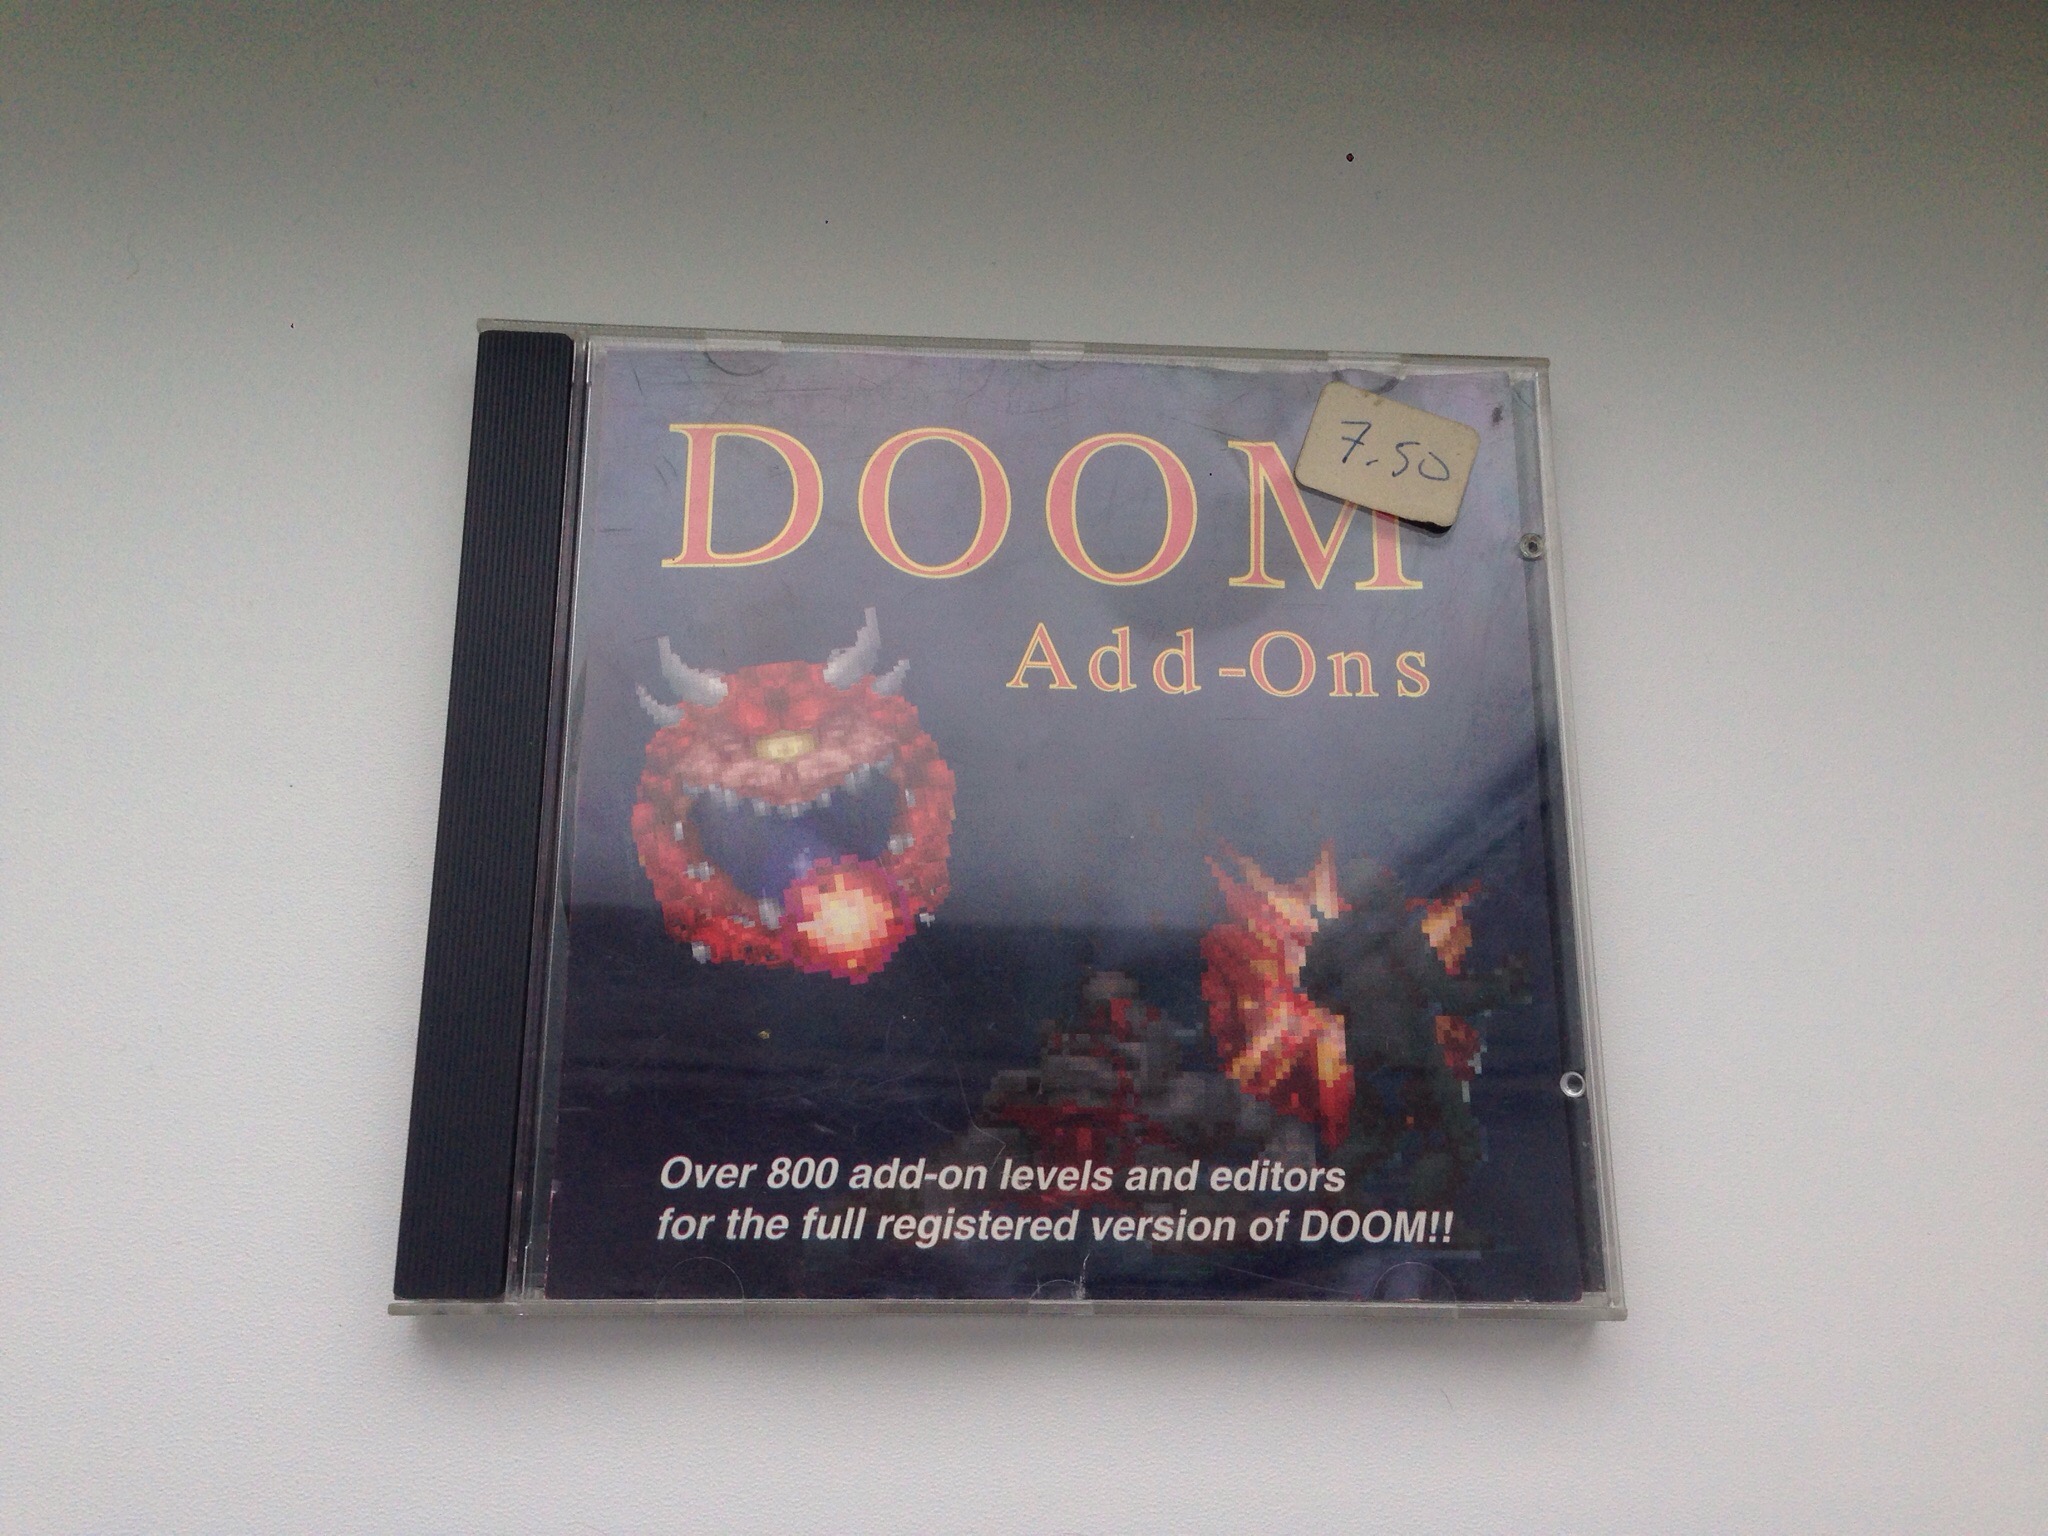 DOOM
7.50
Add-Ons
Over 800 add-on levels and editors
for the full registered version of DOOM!!